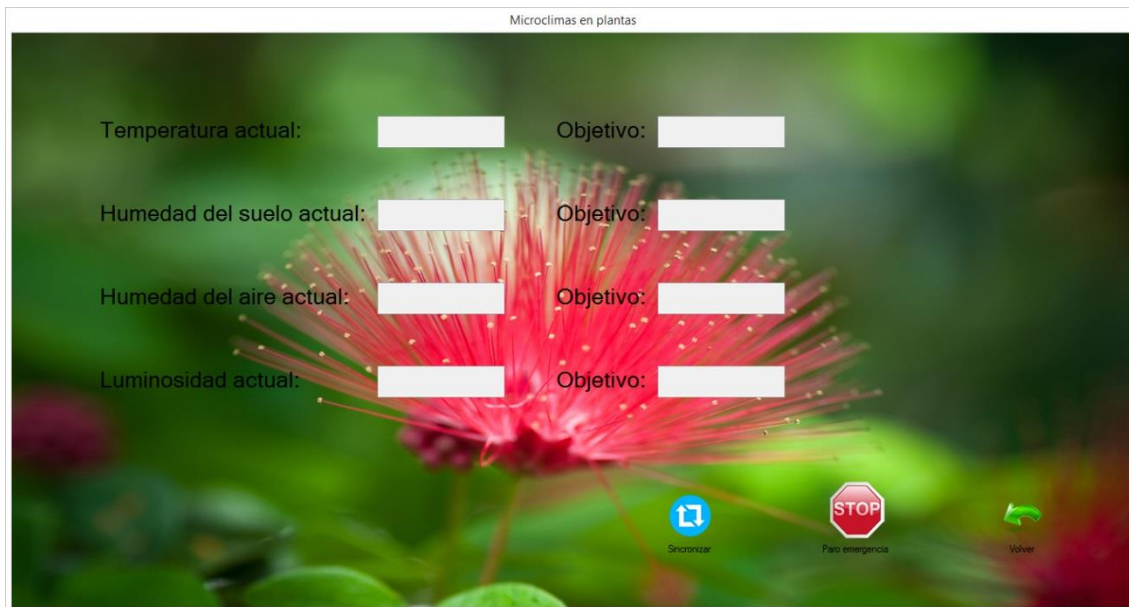 Microclimas en plantas
Temperatura actual: Objetivo:
Humedad del suelo actual: Objetivo:
Humedad del aire actual: Objetivo:
Luminosidad actual: Objetivo:
STOP
Sincronizar Paro emergencia Volver